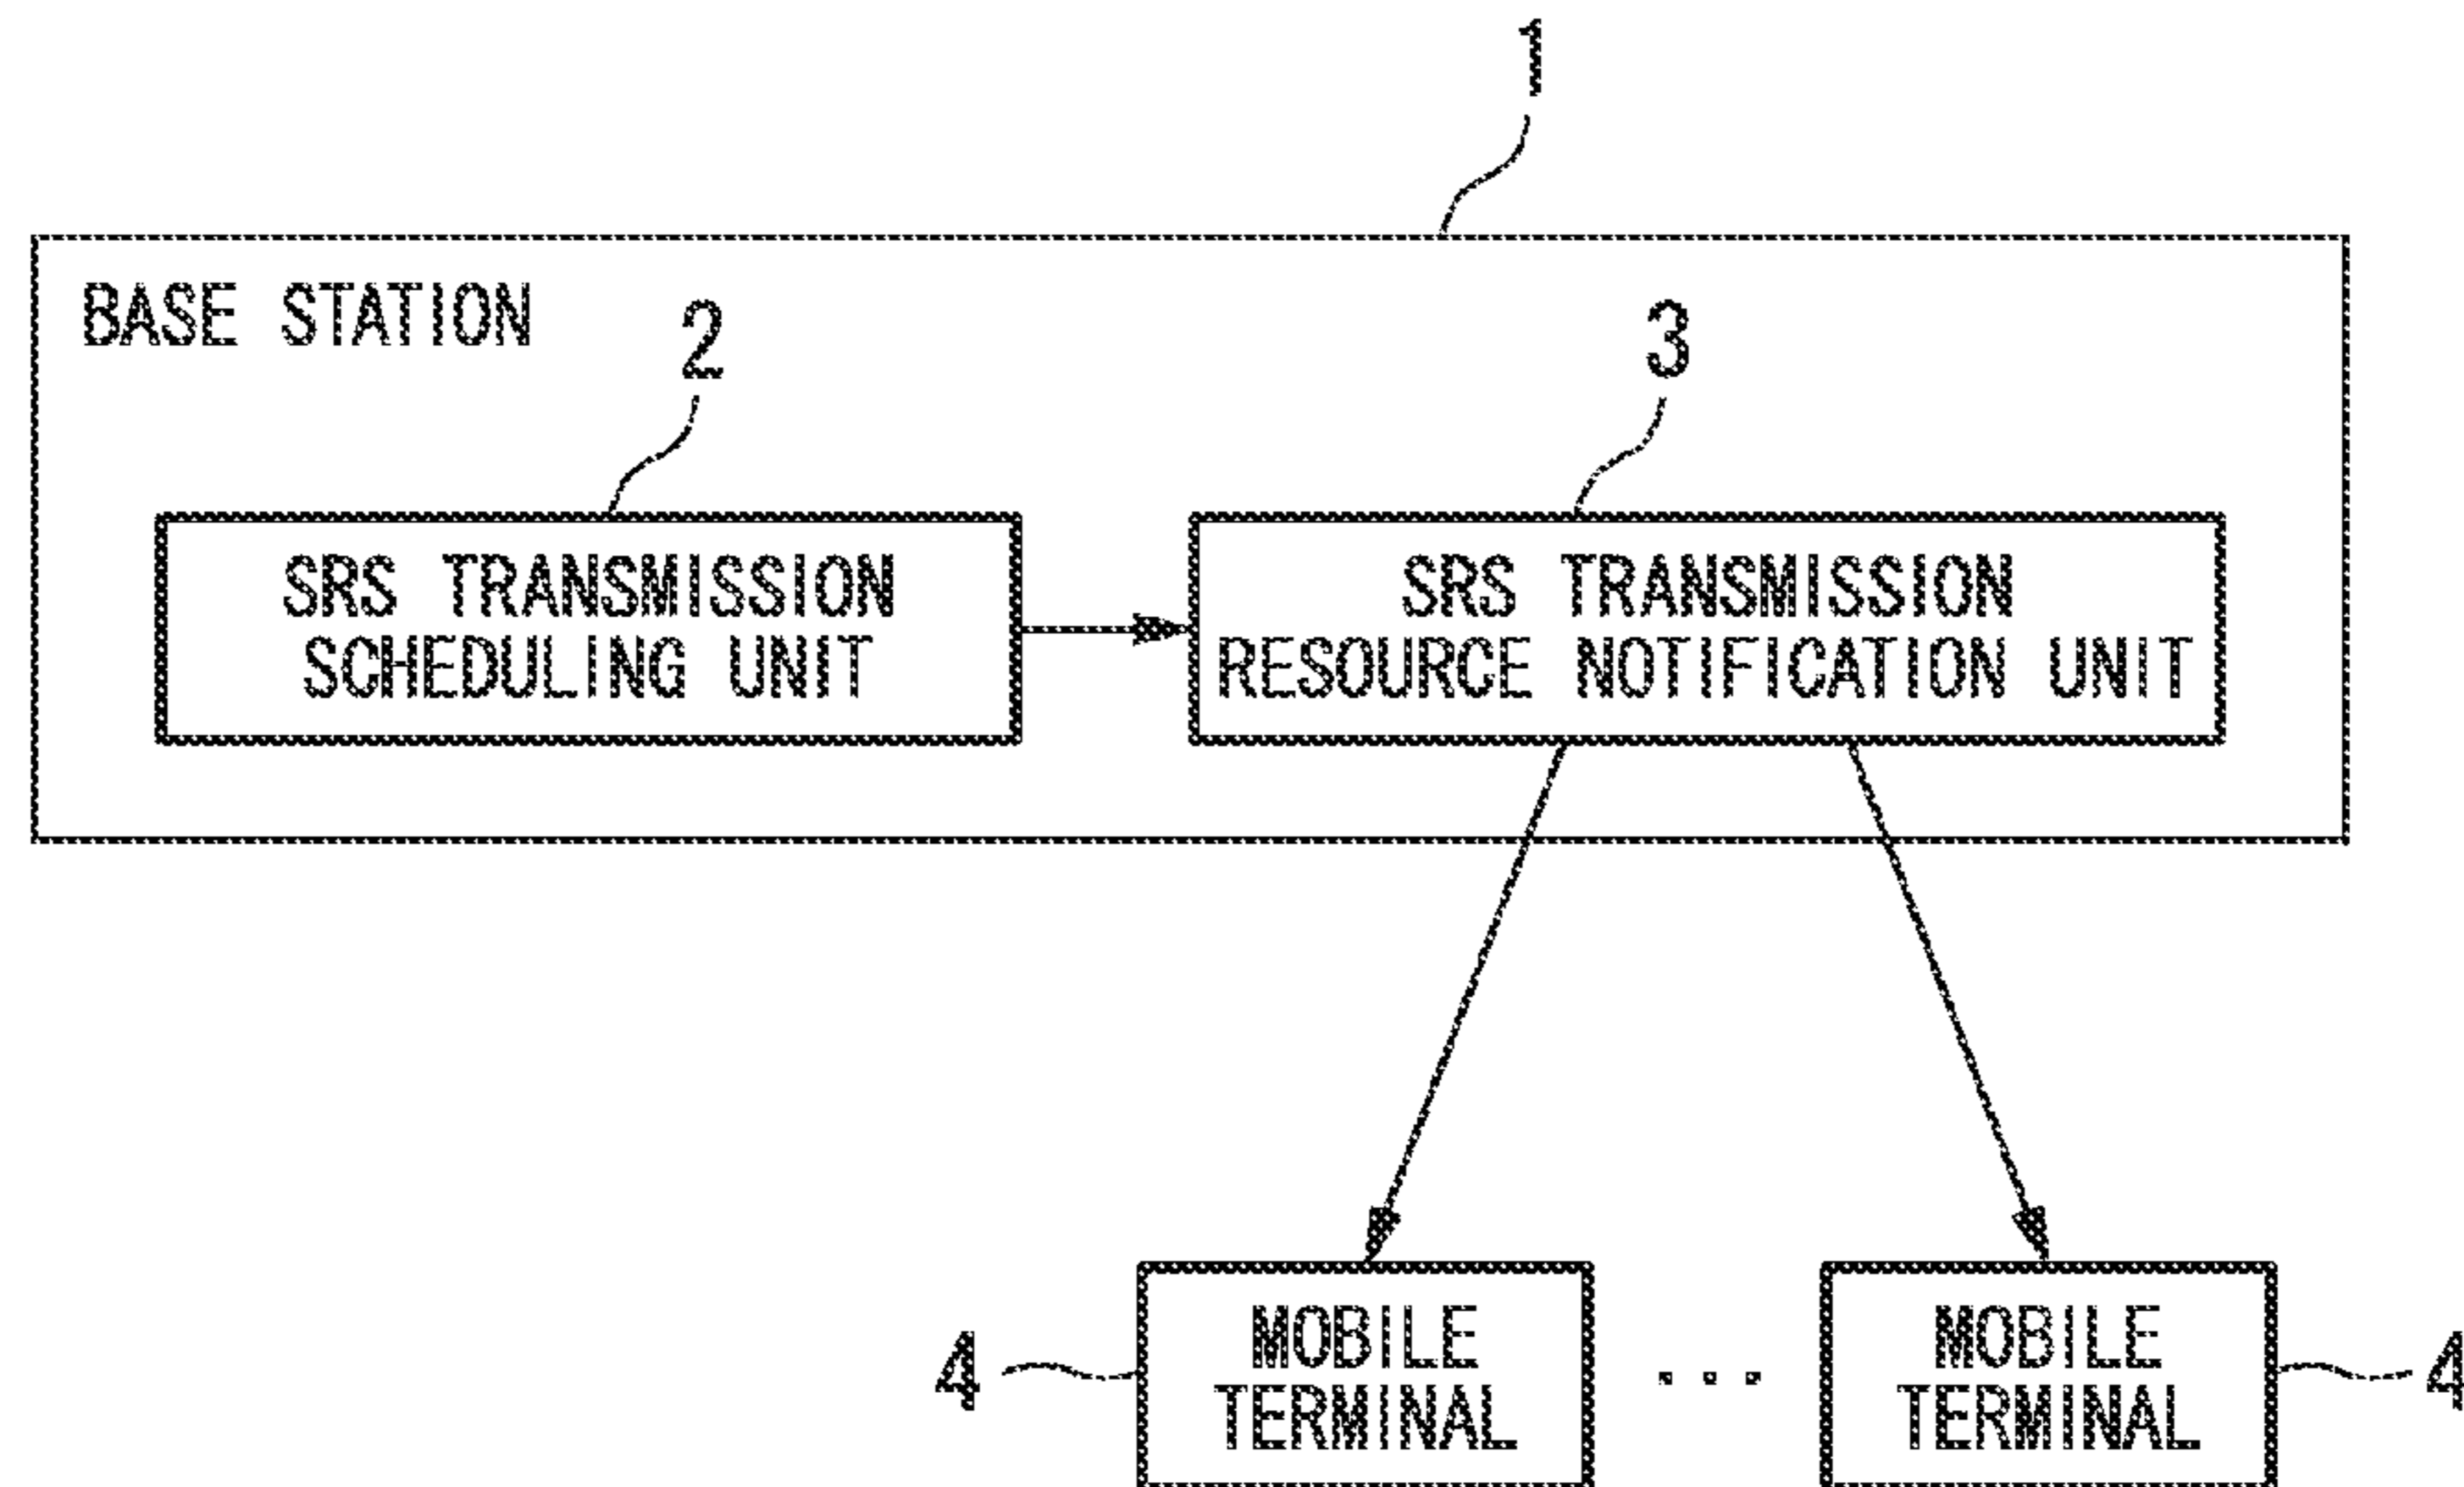 1
BASE STATION
2
3
SRS TRANSMISSION
SCHEDULING UNIT
SRS TRANSMISSION
RESOURCE NOTIFICATION UNIT
4
MOBILE
TERMINAL
...
MOBILE
TERMINAL
4